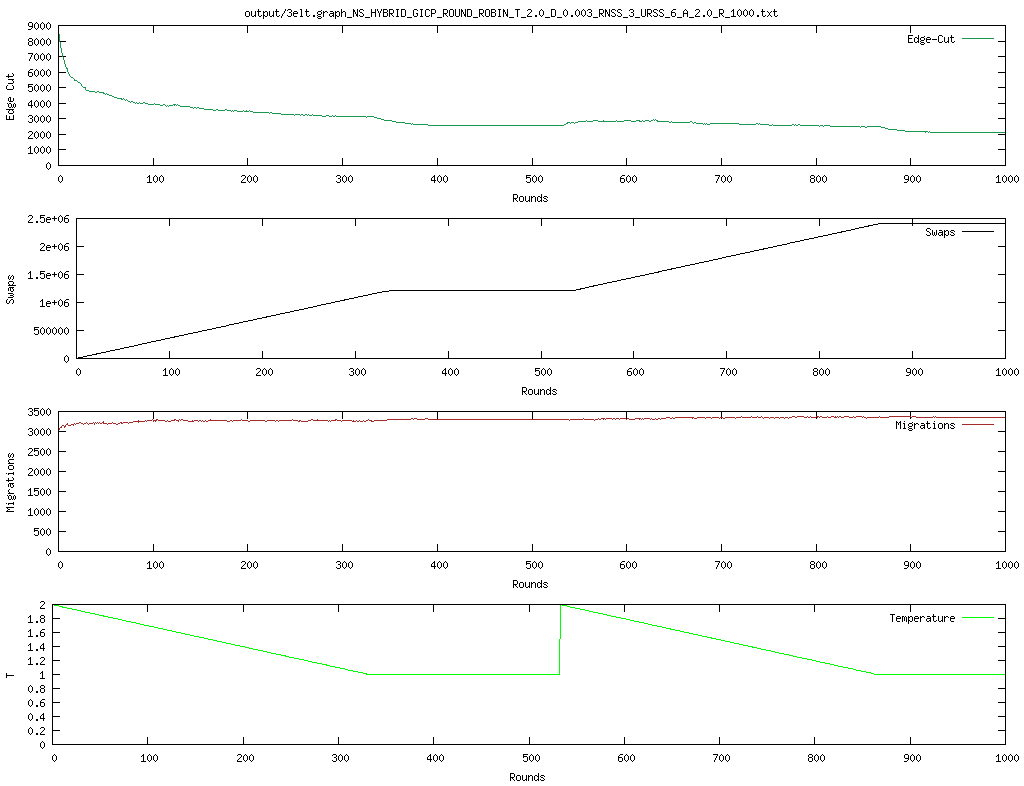 output/3elt.graph_NS_HYBRID_GICP_ROUND_ROBIN_T_2.0_D_0.003_RNSS_3_URSS_6_A_2.0_R_1000.txt
Edge-Cut
Edge Cut
9000
8000
7000
6000
5000
4000
3000
2000
1000
0
0 100 200 300 400 500 600 700 800 900 1000
Rounds
Swaps
Swaps
2.5e+06
2e+06
1.5e+06
1e+06
500000
0
0 100 200 300 400 500 600 700 800 900 1000
Rounds
Migrations
Migrations
3500
3000
2500
2000
1500
1000
500
0
0 100 200 300 400 500 600 700 800 900 1000
Rounds
Temperature
T
2
1.8
1.6
1.4
1.2
1
0.8
0.6
0.4
0.2
0
0 100 200 300 400 500 600 700 800 900 1000
Rounds